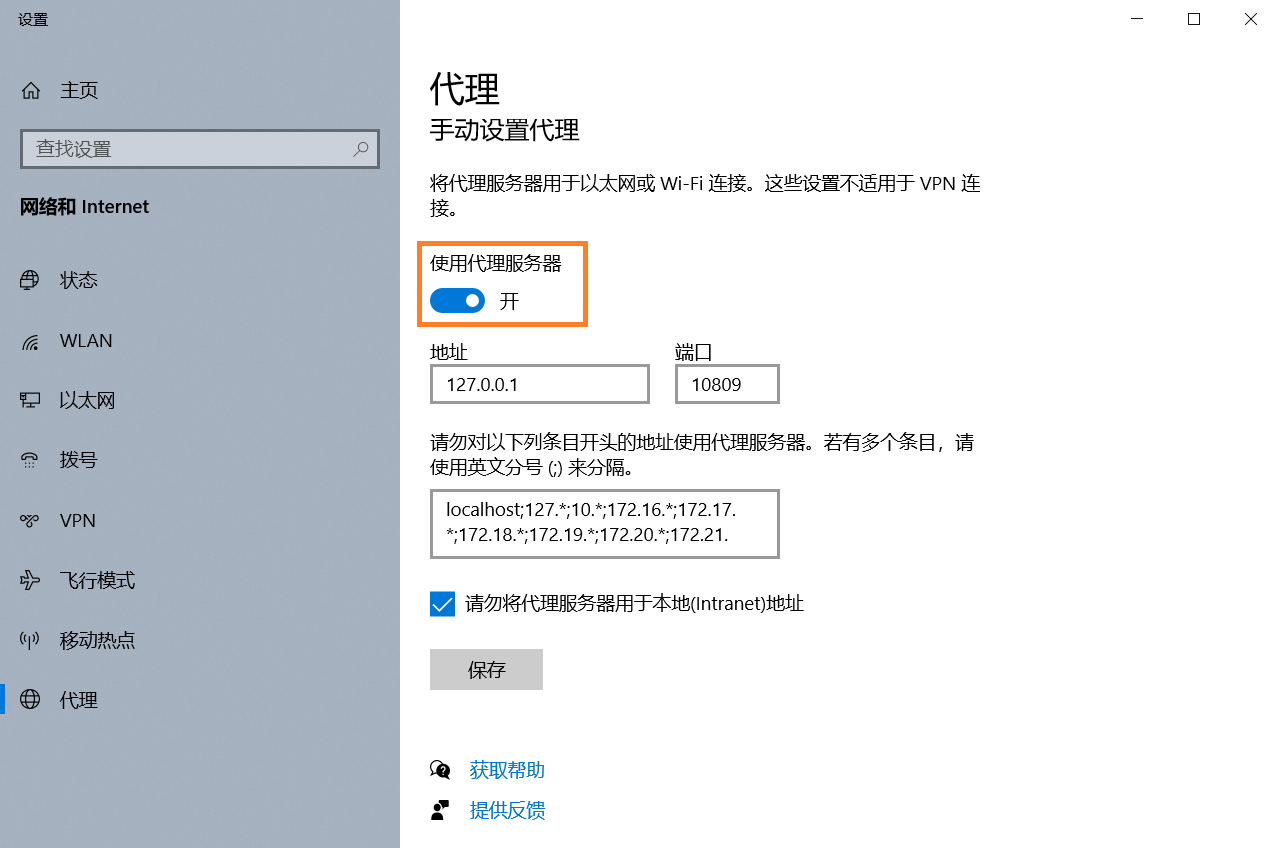 设置
主页
查找设置
网络和 Internet
状态
WLAN
以太网
拨号
VPN
飞行模式
移动热点
代理
代理
手动设置代理
将代理服务器用于以太网或 Wi-Fi 连接。这些设置不适用于 VPN 连
接。
使用代理服务器
开
地址
端口
127.0.0.1
10809
请勿对以下列条目开头的地址使用代理服务器。若有多个条目，请
使用英文分号 (;) 来分隔。
localhost;127.*;10.*;172.16.*;172.17.
*;172.18.*;172.19.*;172.20.*;172.21.
请勿将代理服务器用于本地(Intranet)地址
保存
获取帮助
提供反馈